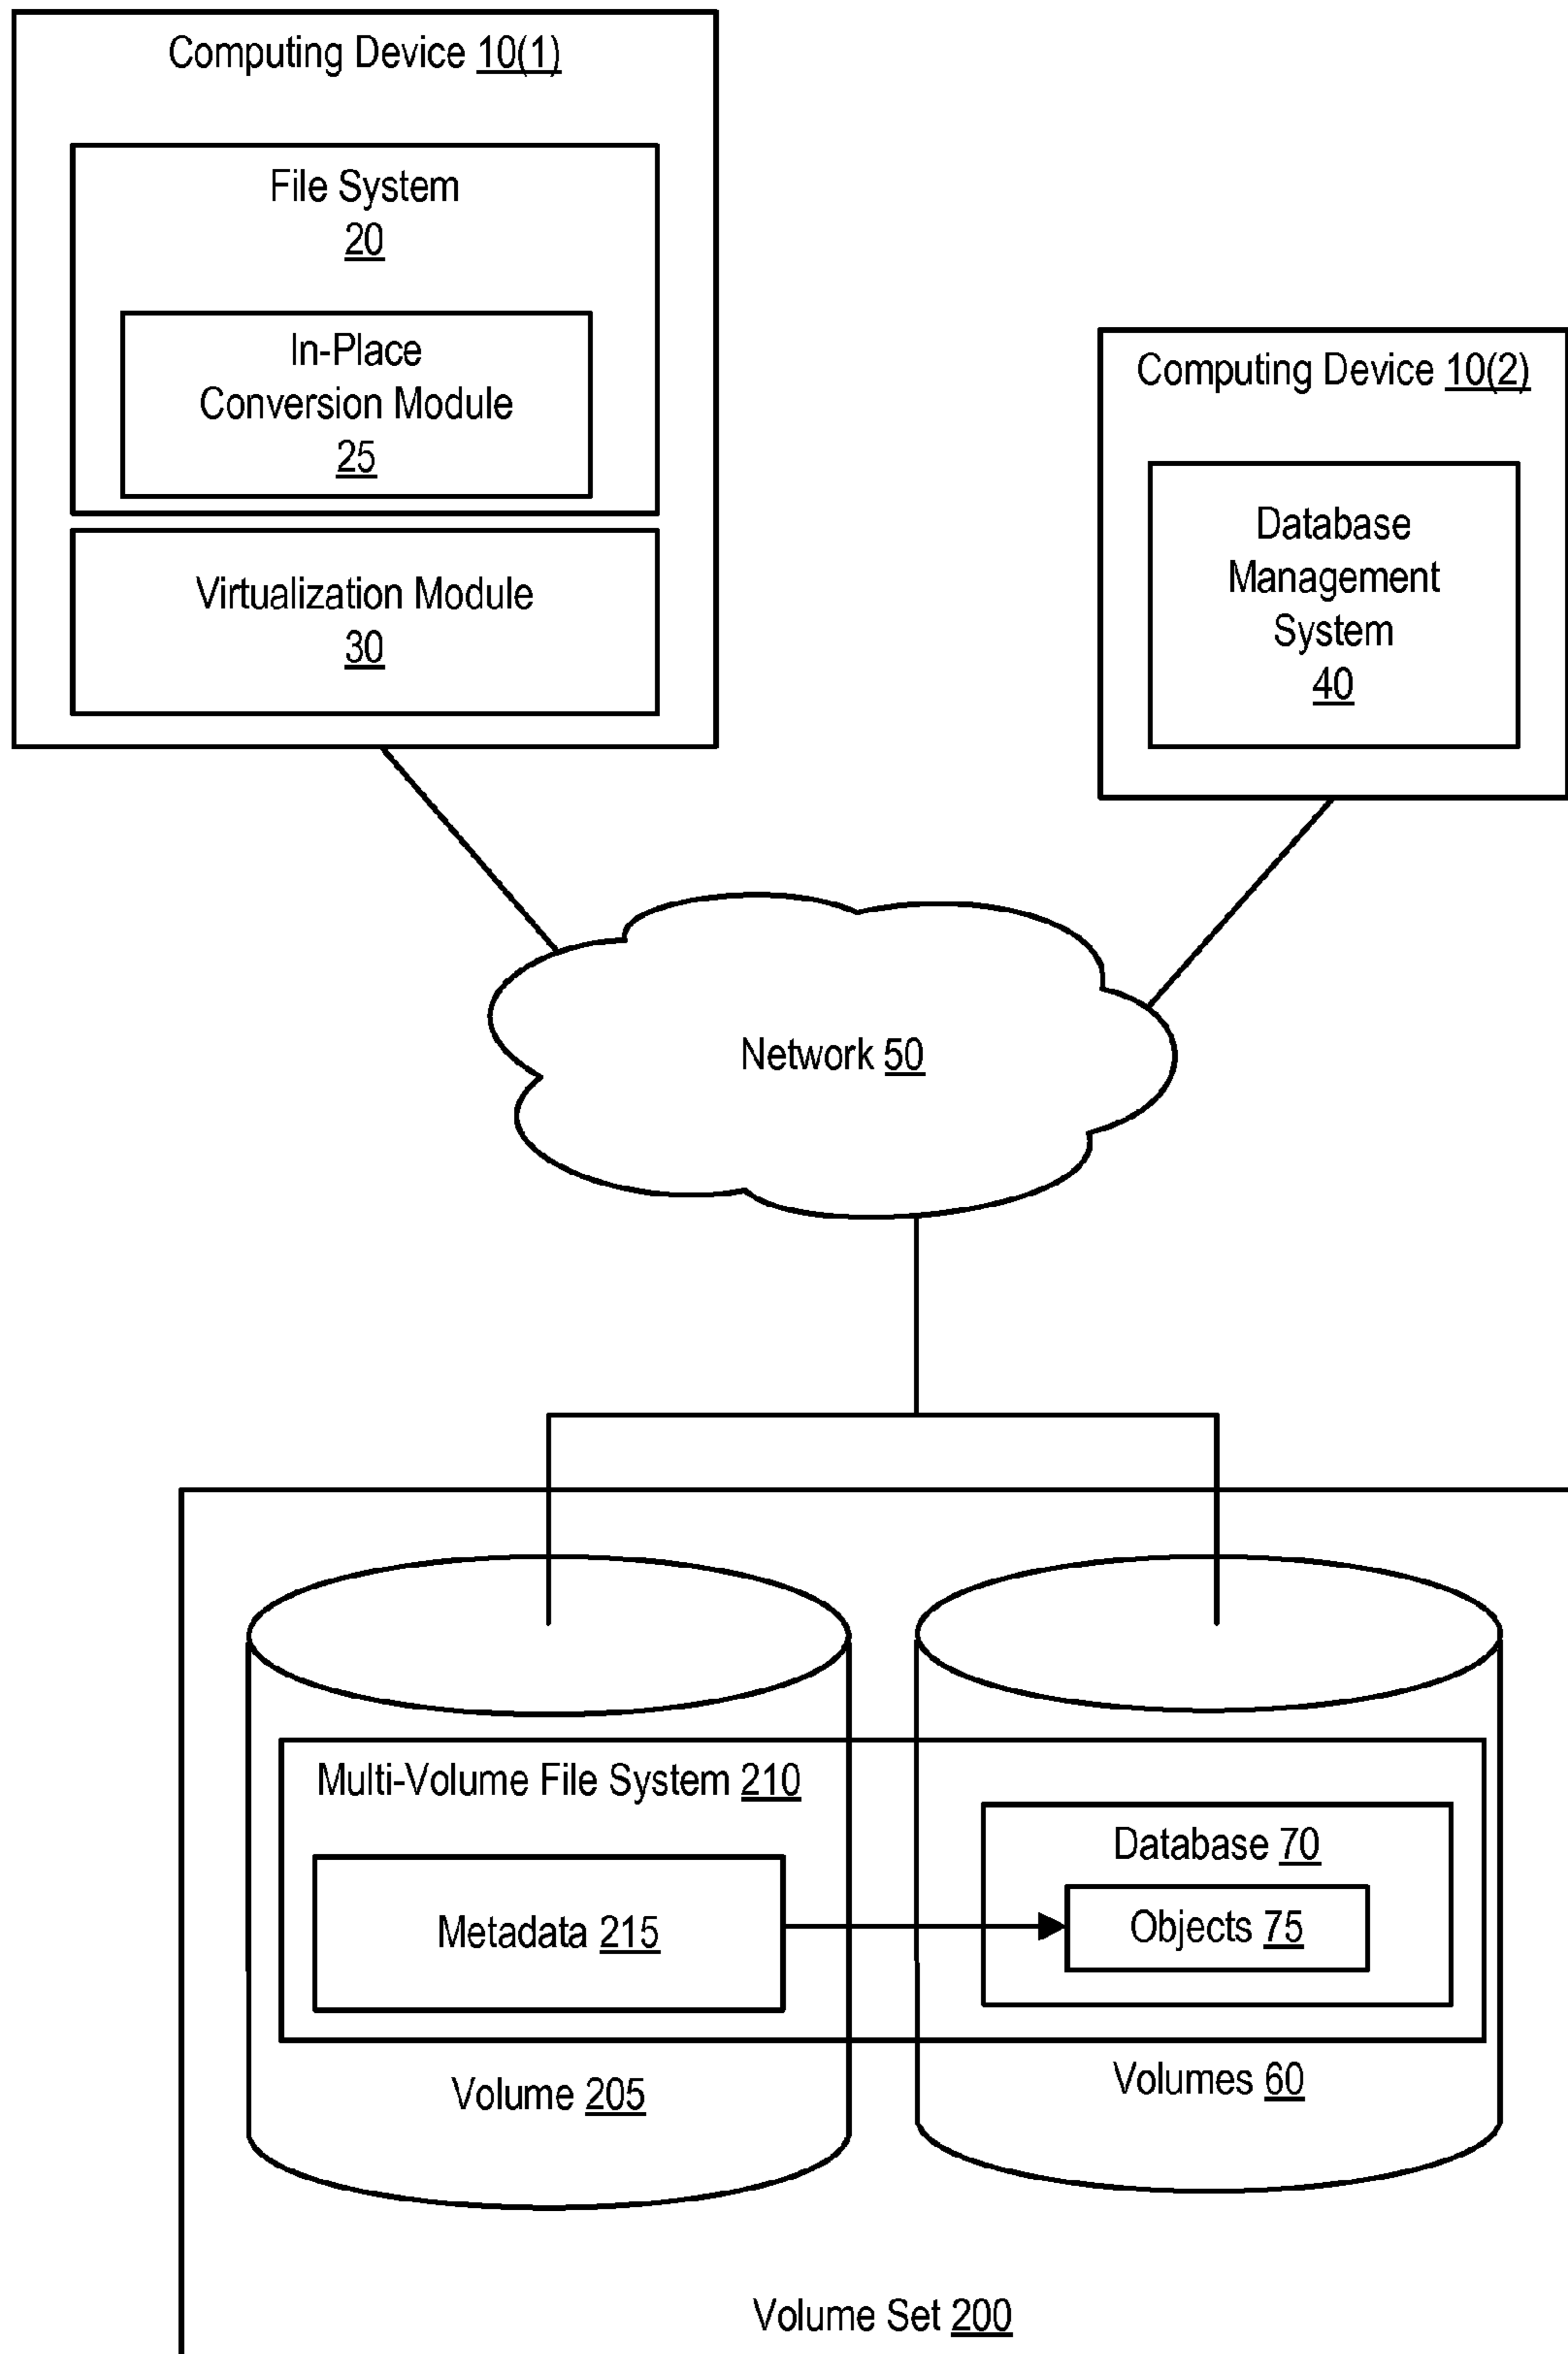 Computing Device 10(1)
File System
20
In-Place
Conversion Module
25
Virtualization Module
30
Computing Device 10(2)
Database
Management
System
40
Network 50
Multi-Volume File System 210
Metadata 215
Database 70
Objects 75
Volume 205
Volumes 60
Volume Set 200